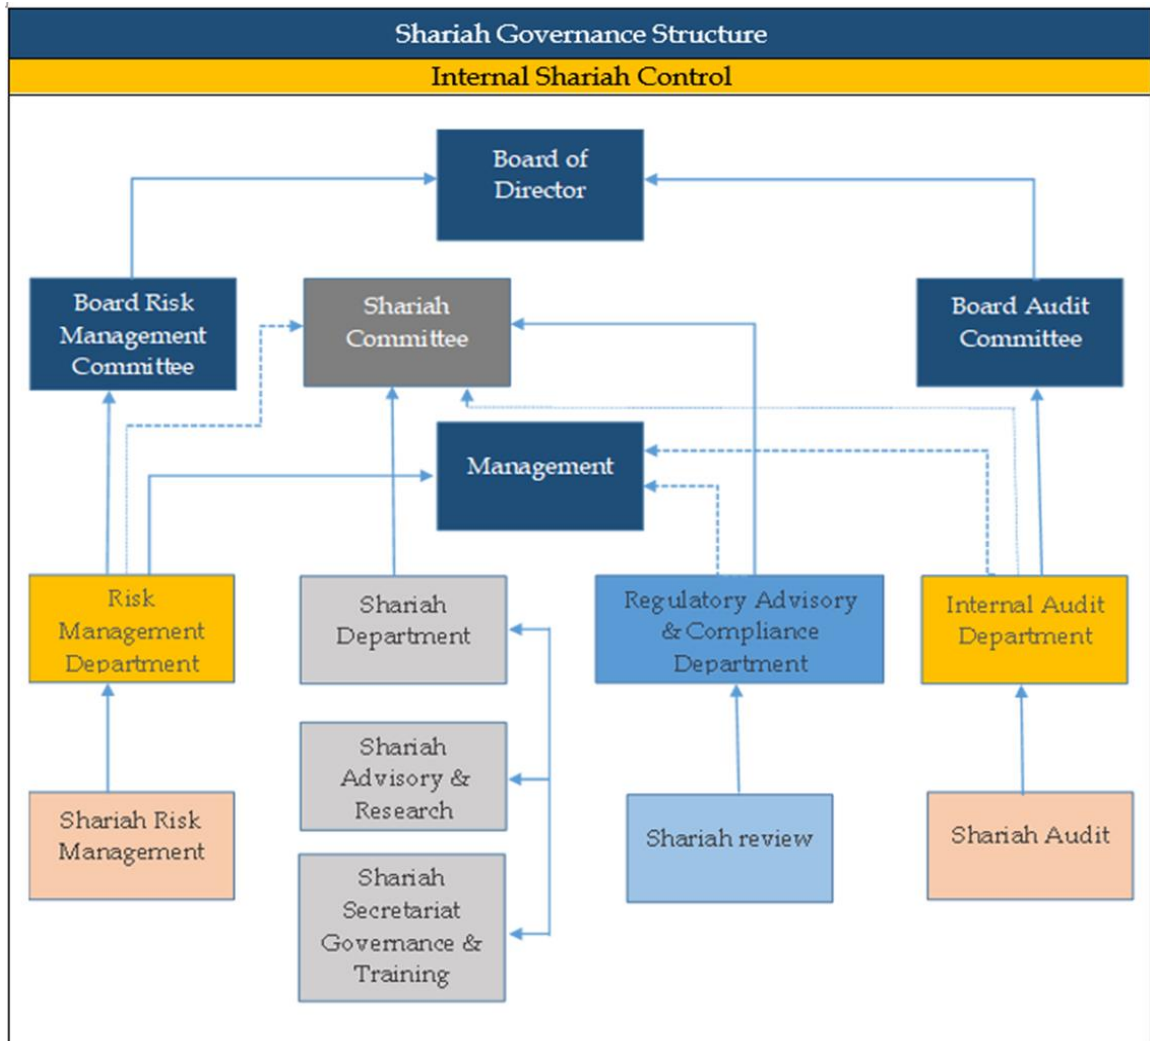 Shariah Governance Structure
Internal Shariah Control
Board of
Director
Board Risk
Management
Committee
Shariah
Committee
Board Audit
Committee
Management
Risk
Management
Department
Shariah
Department
Regulatory Advisory
& Compliance
Department
Internal Audit
Department
Shariah
Advisory &
Research
Shariah Risk
Management
Shariah review
Shariah Audit
Shariah
Secretariat
Governance &
Training